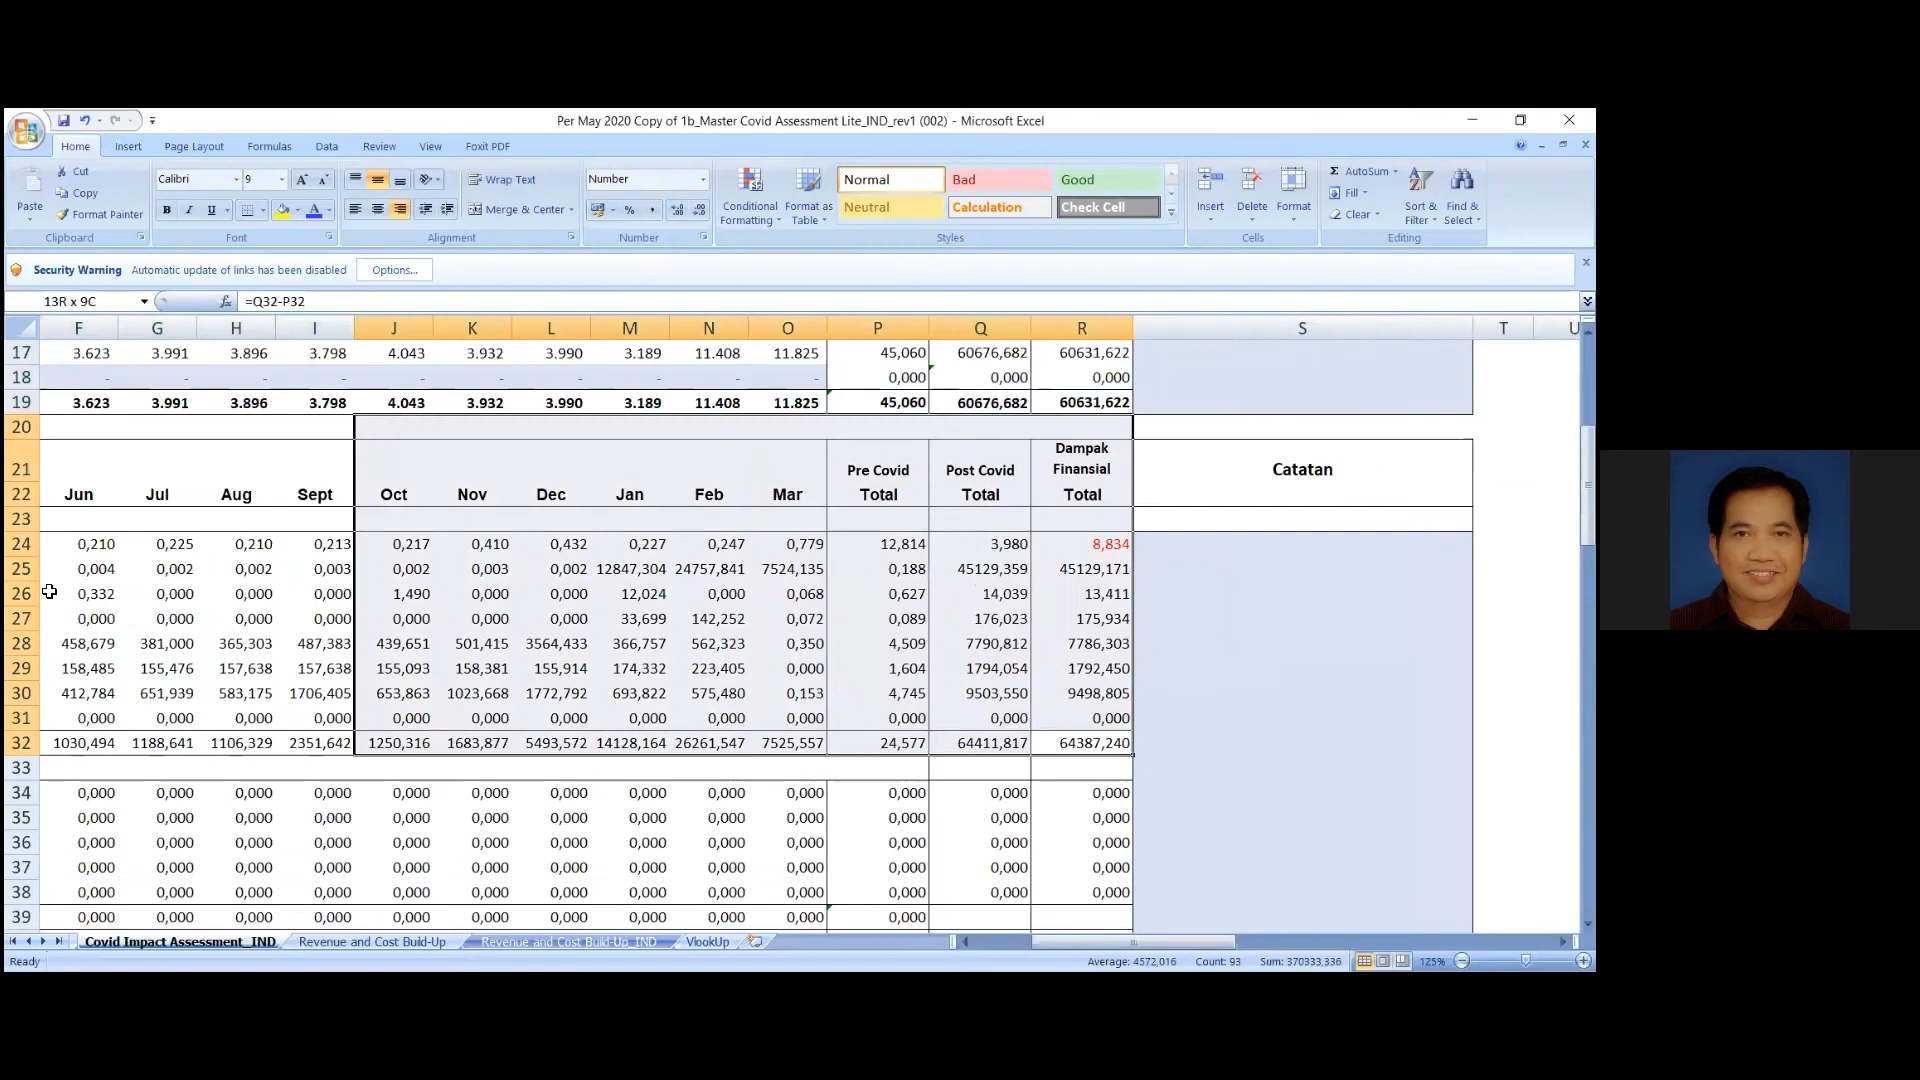 Per May 2020 Copy of 1b_Master Covid Assessment Lite_IND_rev1 (002) - Microsoft Excel
Home Insert Page Layout Formulas Data Review View Foxit PDF
Paste Cut Copy Format Painter Clipboard
Calibri 9 B I U A Font
Wrap Text Merge & Center Alignment
Number % Number
Conditional Formatting Format as Table Normal Bad Good Neutral Calculation Check Cell Styles
Insert Delete Format Cells
Σ AutoSum Fill Clear Sort & Filter Find & Select Editing
Security Warning Automatic update of links has been disabled Options...
13R x 9C fx =Q32-P32
F G H I J K L M N O P Q R S T U
17 3.623 3.991 3.896 3.798 4.043 3.932 3.990 3.189 11.408 11.825 45,060 60676,682 60631,622
18 - - - - - - - - - - 0,000 0,000 0,000
19 3.623 3.991 3.896 3.798 4.043 3.932 3.990 3.189 11.408 11.825 45,060 60676,682 60631,622
20
21 Pre Covid Post Covid Dampak Finansial Catatan
22 Jun Jul Aug Sept Oct Nov Dec Jan Feb Mar Total Total Total
23
24 0,210 0,225 0,210 0,213 0,217 0,410 0,432 0,227 0,247 0,779 12,814 3,980 8,834
25 0,004 0,002 0,002 0,003 0,002 0,003 0,002 12847,304 24757,841 7524,135 0,188 45129,359 45129,171
26 0,332 0,000 0,000 0,000 1,490 0,000 0,000 12,024 0,000 0,068 0,627 14,039 13,411
27 0,000 0,000 0,000 0,000 0,000 0,000 0,000 33,699 142,252 0,072 0,089 176,023 175,934
28 458,679 381,000 365,303 487,383 439,651 501,415 3564,433 366,757 562,323 0,350 4,509 7790,812 7786,303
29 158,485 155,476 157,638 157,638 155,093 158,381 155,914 174,332 223,405 0,000 1,604 1794,054 1792,450
30 412,784 651,939 583,175 1706,405 653,863 1023,668 1772,792 693,822 575,480 0,153 4,745 9503,550 9498,805
31 0,000 0,000 0,000 0,000 0,000 0,000 0,000 0,000 0,000 0,000 0,000 0,000 0,000
32 1030,494 1188,641 1106,329 2351,642 1250,316 1683,877 5493,572 14128,164 26261,547 7525,557 24,577 64411,817 64387,240
33
34 0,000 0,000 0,000 0,000 0,000 0,000 0,000 0,000 0,000 0,000 0,000 0,000 0,000
35 0,000 0,000 0,000 0,000 0,000 0,000 0,000 0,000 0,000 0,000 0,000 0,000 0,000
36 0,000 0,000 0,000 0,000 0,000 0,000 0,000 0,000 0,000 0,000 0,000 0,000 0,000
37 0,000 0,000 0,000 0,000 0,000 0,000 0,000 0,000 0,000 0,000 0,000 0,000 0,000
38 0,000 0,000 0,000 0,000 0,000 0,000 0,000 0,000 0,000 0,000 0,000 0,000 0,000
39 0,000 0,000 0,000 0,000 0,000 0,000 0,000 0,000 0,000 0,000 0,000
Covid Impact Assessment_IND Revenue and Cost Build-Up Revenue and Cost Build-Up_IND VlookUp
Ready Average: 4572,016 Count: 93 Sum: 370333,336 125%